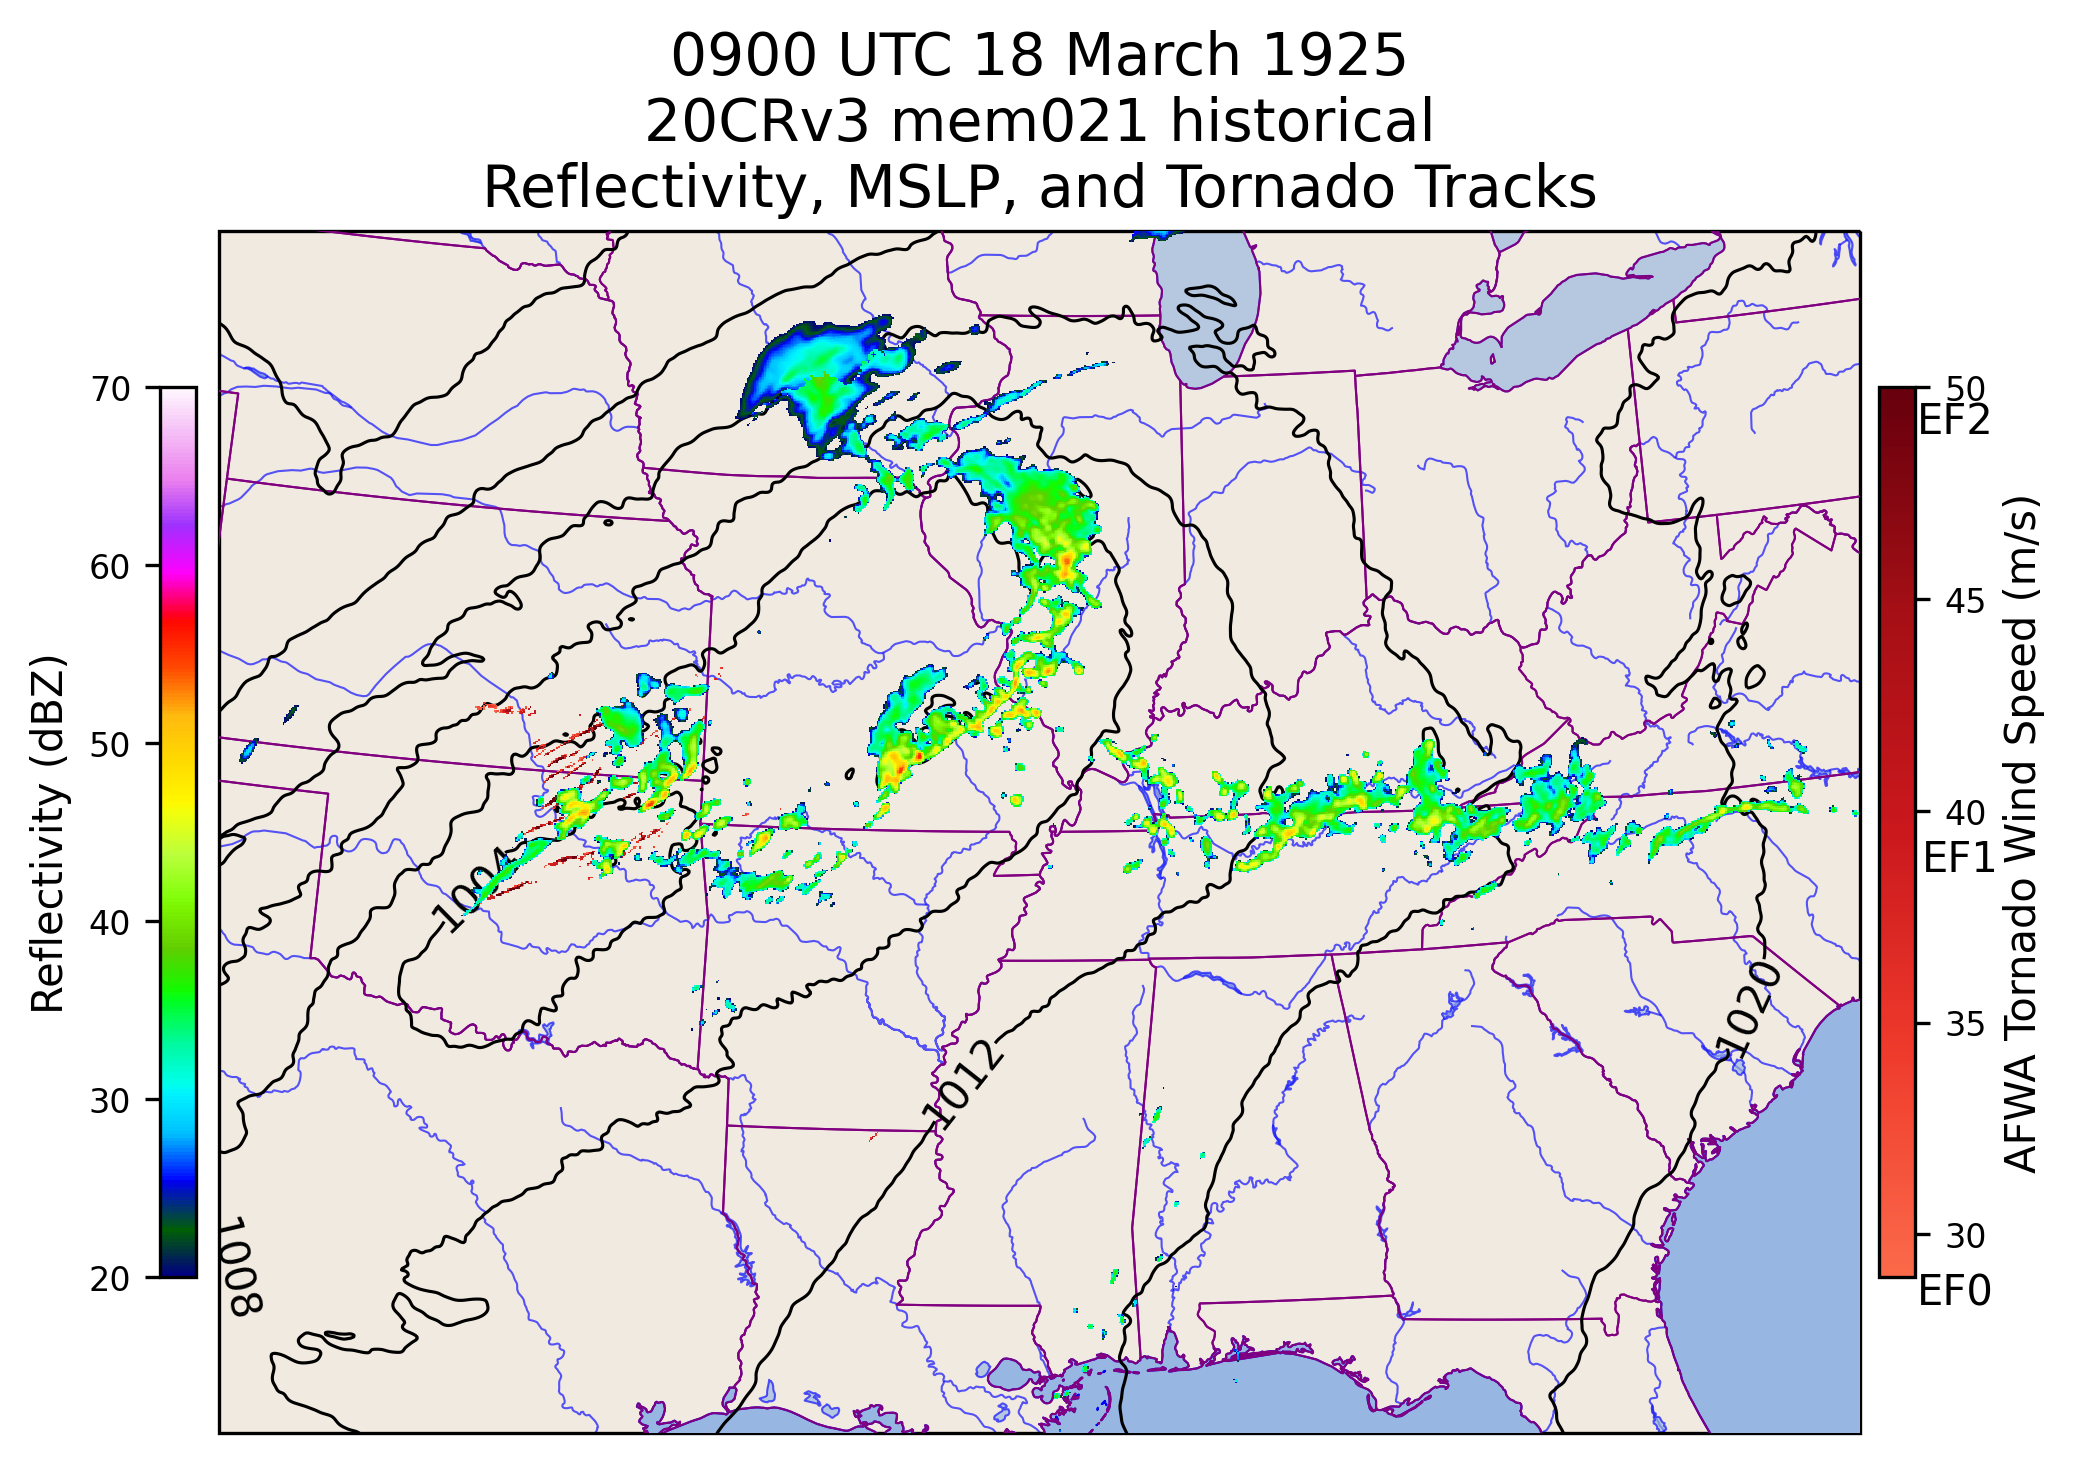 0900 UTC 18 March 1925
20CRv3 mem021 historical
Reflectivity, MSLP, and Tornado Tracks
70
60
50
40
30
20
Reflectivity (dBZ)
1004
1008
1012
1020
50
EF2
45
40
EF1
35
30
EF0
AFWA Tornado Wind Speed (m/s)